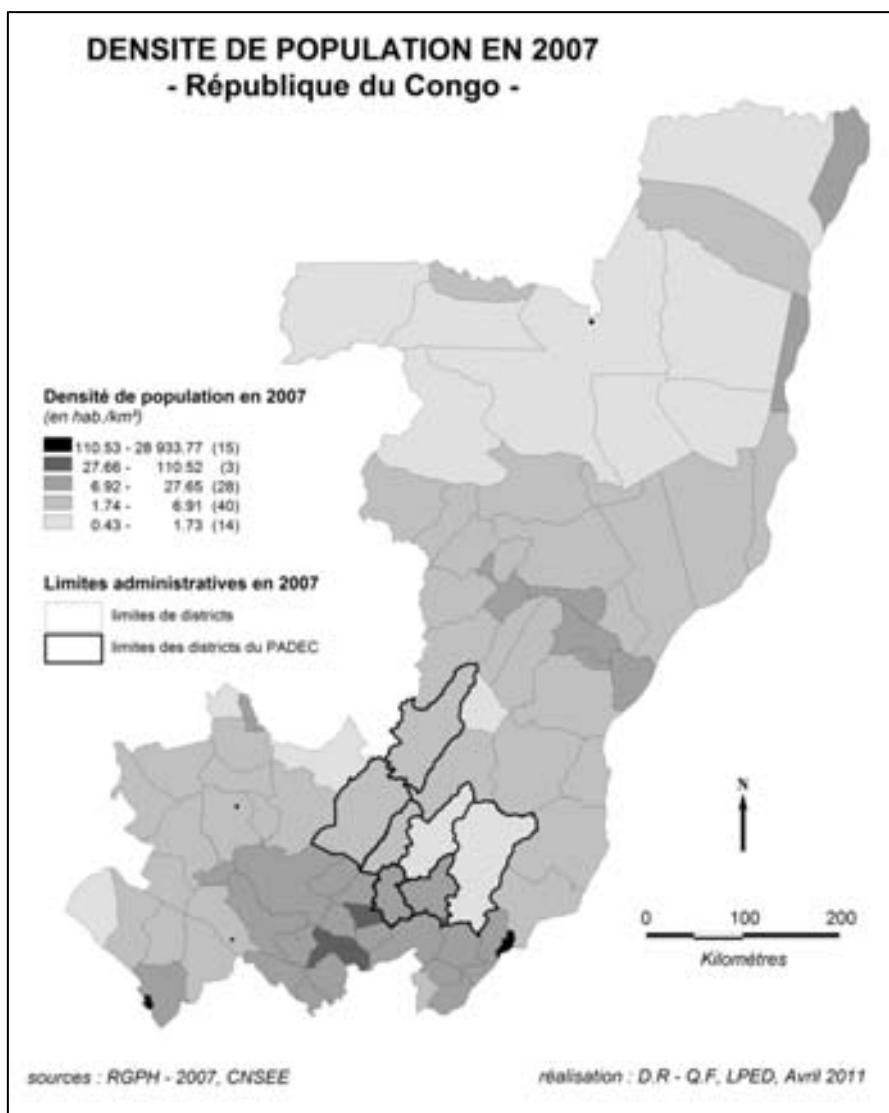 DENSITE DE POPULATION EN 2007
- République du Congo -
Densité de population en 2007
(en hab./km²)
110.53 - 28 933.77 (15)
27.66 - 110.52 (3)
6.92 - 27.65 (28)
1.74 - 6.91 (40)
0.43 - 1.73 (14)
Limites administratives en 2007
limites de districts
limites des districts du PADEC
N
0 100 200
Kilomètres
sources : RGPH - 2007, CNSEE
réalisation : D.R - Q.F, LPED, Avril 2011